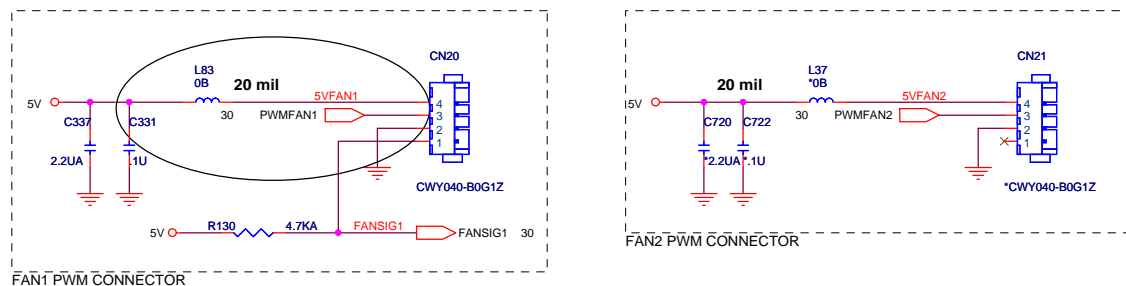 CN20
L83
0B
20 mil
5V
5VFAN1
4
30
PWMFAN1
3
C337
C331
2
1
2.2UA
.1U
CWY040-B0G1Z
5V
R130
4.7KA
FANSIG1
FANSIG1
30
FAN1 PWM CONNECTOR
CN21
L37
*0B
20 mil
5V
5VFAN2
4
30
PWMFAN2
3
C720
C722
2
1
*2.2UA
*.1U
*CWY040-B0G1Z
FAN2 PWM CONNECTOR